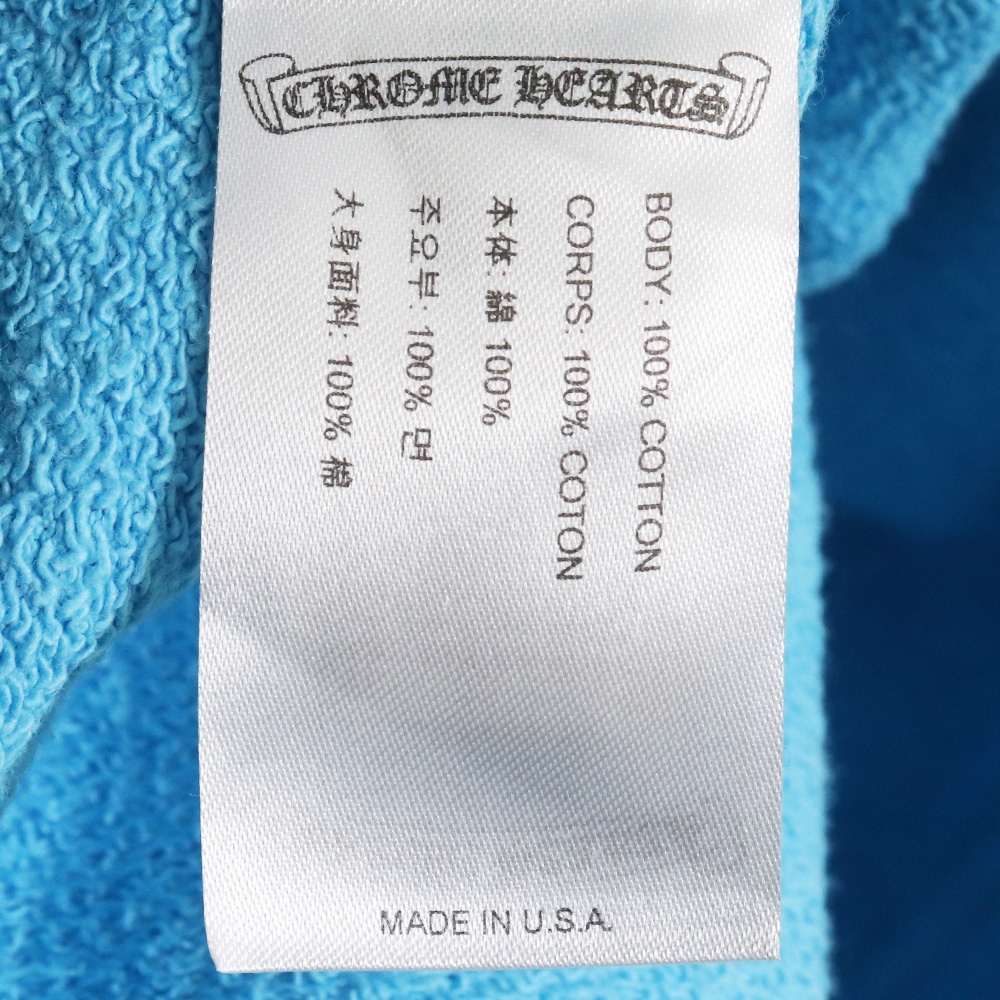 CHROME HEARTS
BODY: 100% COTTON
CORPS: 100% COTON
本体: 綿 100%
주요부: 100% 면
大身面料: 100% 棉
MADE IN U.S.A.